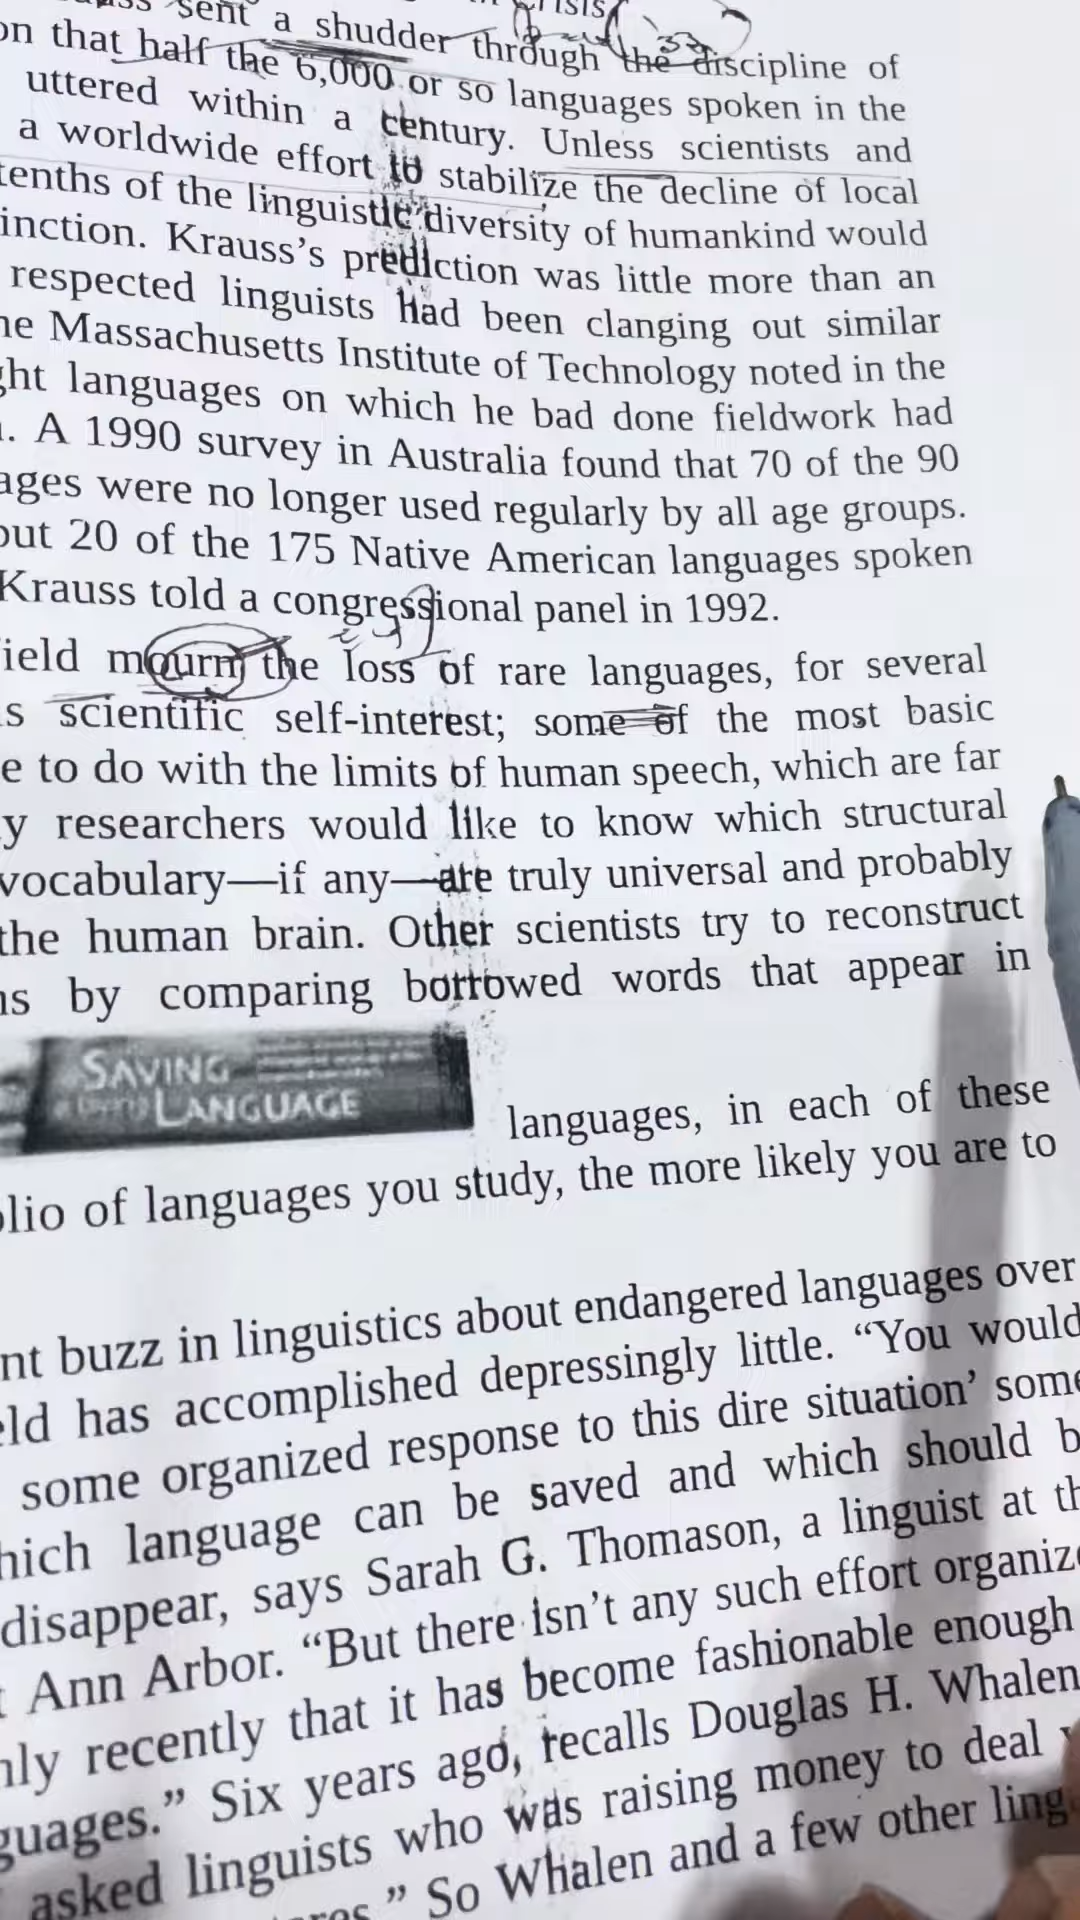 sent a shudder through the discipline of
on that half the 6,000 or so languages spoken in the
uttered within a century. Unless scientists and
a worldwide effort to stabilize the decline of local
tenths of the linguistic diversity of humankind would
inction. Krauss's prediction was little more than an
respected linguists had been clanging out similar
he Massachusetts Institute of Technology noted in the
ght languages on which he bad done fieldwork had
. A 1990 survey in Australia found that 70 of the 90
ages were no longer used regularly by all age groups.
out 20 of the 175 Native American languages spoken
Krauss told a congressional panel in 1992.
ield mourn the loss of rare languages, for several
s scientific self-interest; some of the most basic
e to do with the limits of human speech, which are far
y researchers would like to know which structural
vocabulary—if any—are truly universal and probably
the human brain. Other scientists try to reconstruct
s by comparing borrowed words that appear in
SAVING
LANGUAGE
languages, in each of these
olio of languages you study, the more likely you are to
nt buzz in linguistics about endangered languages over
eld has accomplished depressingly little. “You would
some organized response to this dire situation’ some
hich language can be saved and which should b
disappear, says Sarah G. Thomason, a linguist at th
t Ann Arbor. “But there isn’t any such effort organize
nly recently that it has become fashionable enough
guages.” Six years ago, recalls Douglas H. Whalen
asked linguists who was raising money to deal
” So Whalen and a few other ling